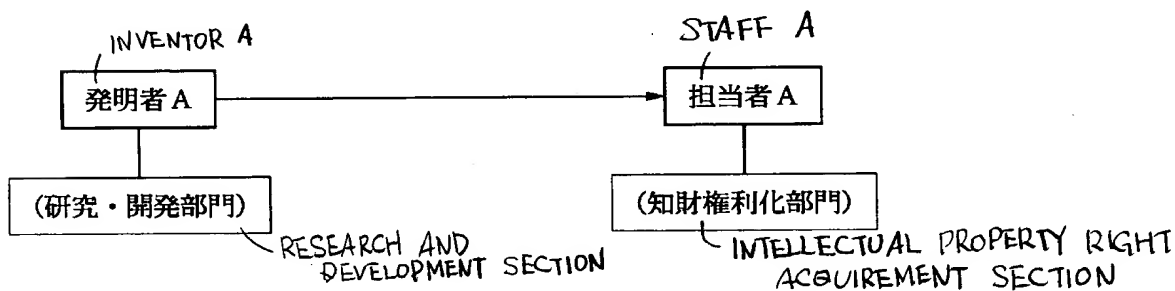 INVENTOR A
STAFF A
発明者A
担当者A
(研究・開発部門)
(知財権利化部門)
RESEARCH AND
DEVELOPMENT SECTION
INTELLECTUAL PROPERTY RIGHT
ACQUIREMENT SECTION